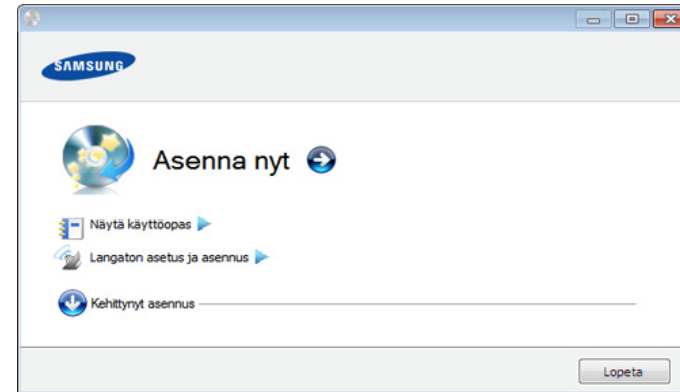 SAMSUNG
Asenna nyt
Näytä käyttöopas
Langaton asetus ja asennus
Kehittynyt asennus
Lopeta